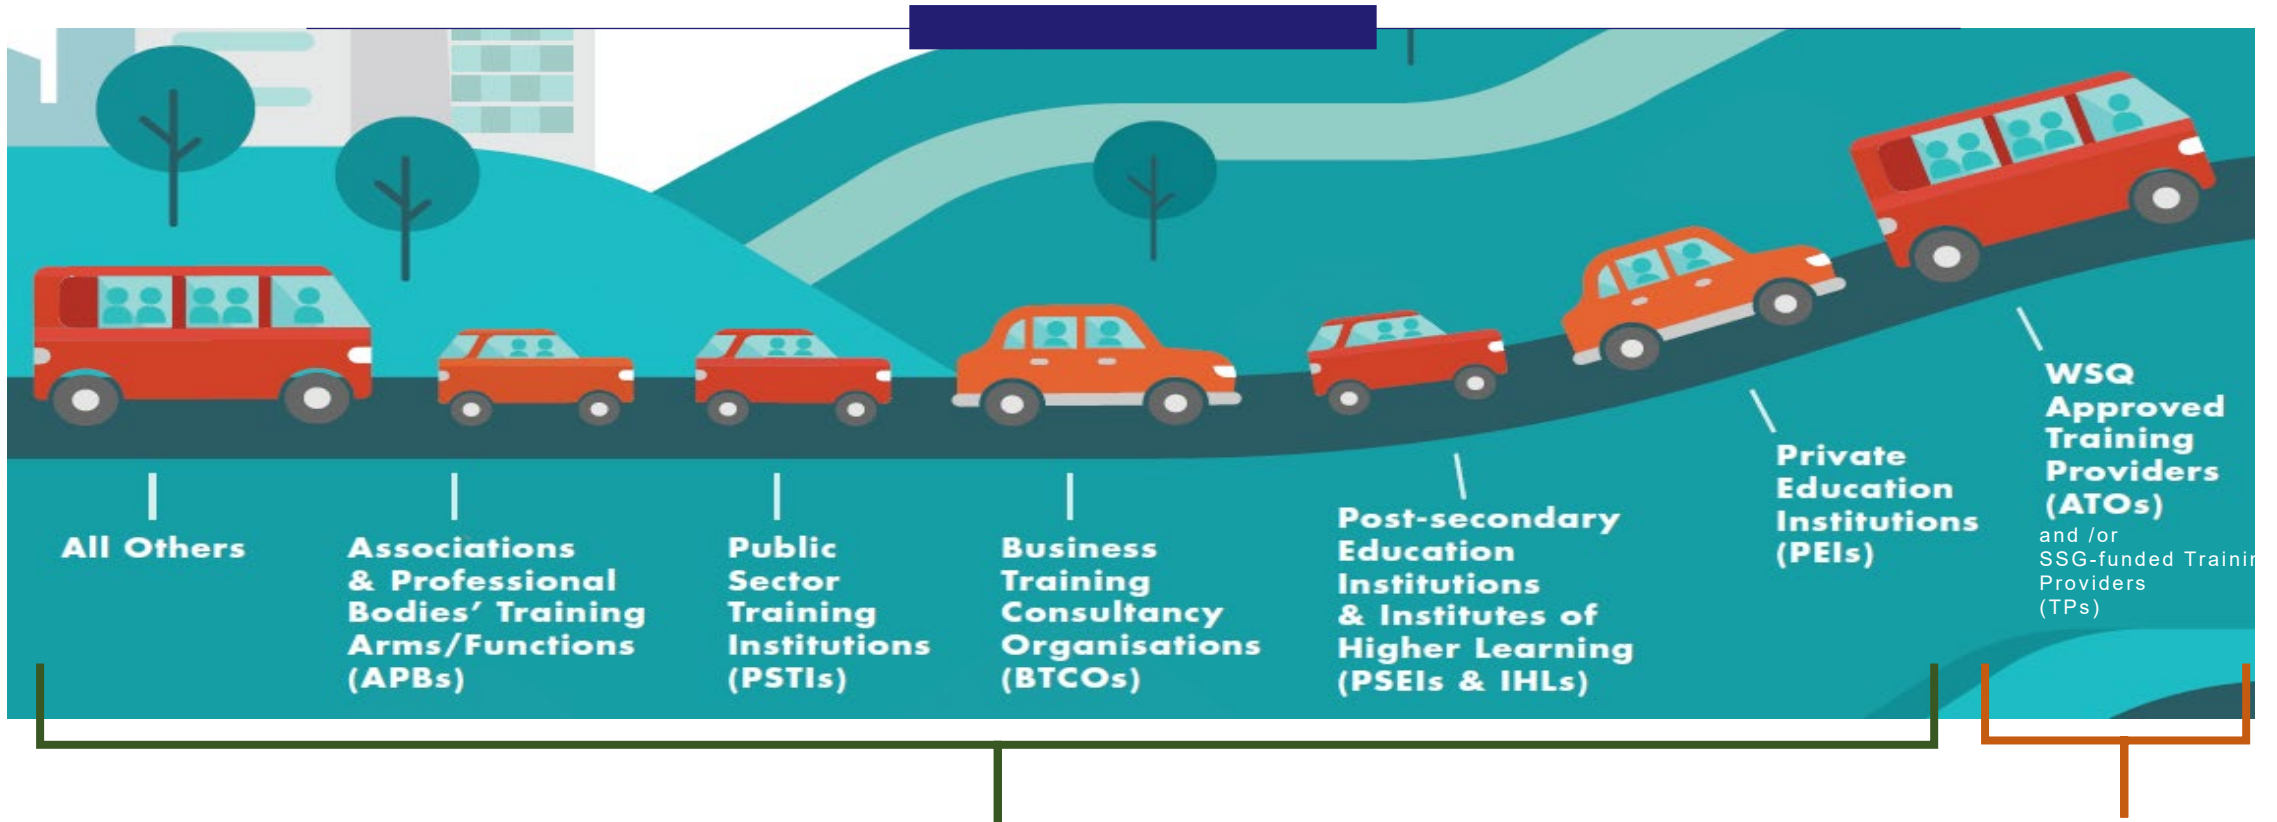 All Others
Associations
& Professional
Bodies’ Training
Arms/Functions
(APBs)
Public
Sector
Training
Institutions
(PSTIs)
Business
Training
Consultancy
Organisations
(BTCOs)
Post-secondary
Education
Institutions
& Institutes of
Higher Learning
(PSEIs & IHLs)
Private
Education
Institutions
(PEIs)
WSQ
Approved
Training
Providers
(ATOs)
and /or
SSG-funded
Providers
(TPs)